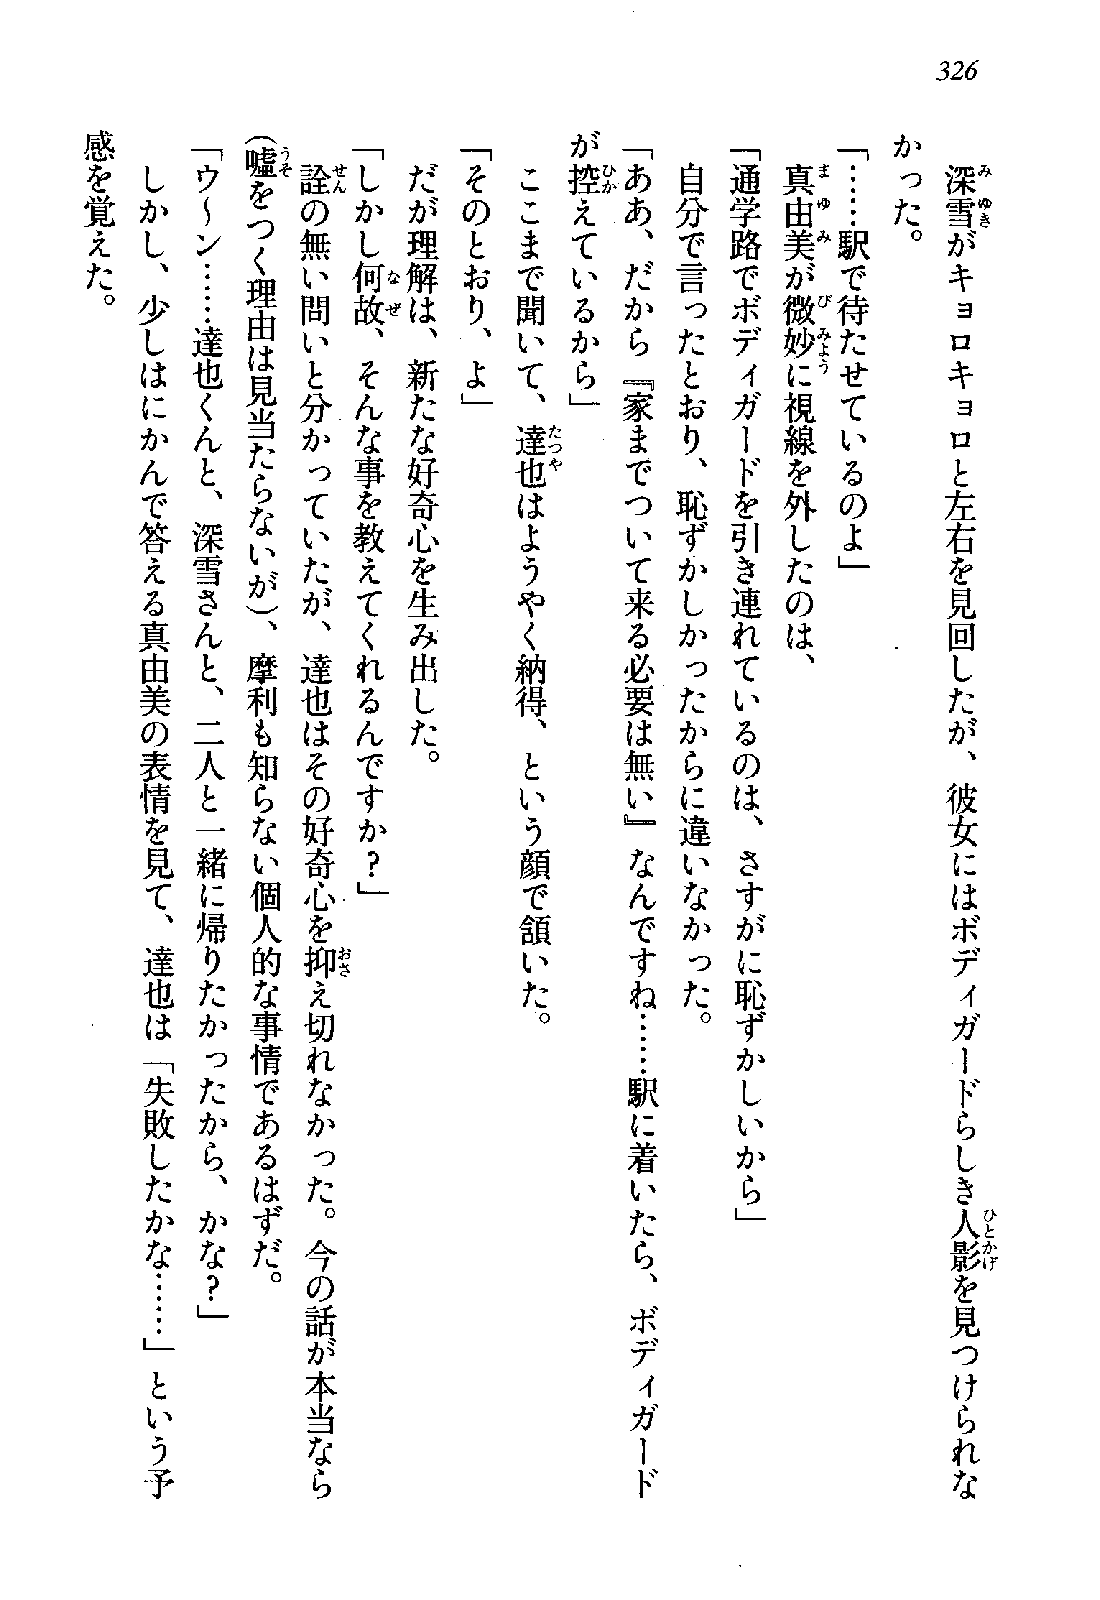 326
深雪がキョロキョロと左右を見回したが、彼女にはボディガードらしき人影を見つけられな
かった。
「……駅で待たせているのよ」
真由美が微妙に視線を外したのは、
「通学路でボディガードを引き連れているのは、さすがに恥ずかしいから」
自分で言ったとおり、恥ずかしかったからに違いなかった。
「ああ、だから『家までついて来る必要は無い』なんですね……駅に着いたら、ボディガード
が控えているから」
ここまで聞いて、達也はようやく納得、という顔で頷いた。
「そのとおり、よ」
だが理解は、新たな好奇心を生み出した。
「しかし何故、そんな事を教えてくれるんですか？」
詮の無い問いと分かっていたが、達也はその好奇心を抑え切れなかった。今の話が本当なら
（嘘をつく理由は見当たらないが）、摩利も知らない個人的な事情であるはずだ。
「ウ〜ン……達也くんと、深雪さんと、二人と一緒に帰りたかったから、かな？」
しかし、少しはにかんで答える真由美の表情を見て、達也は「失敗したかな……」という予
感を覚えた。